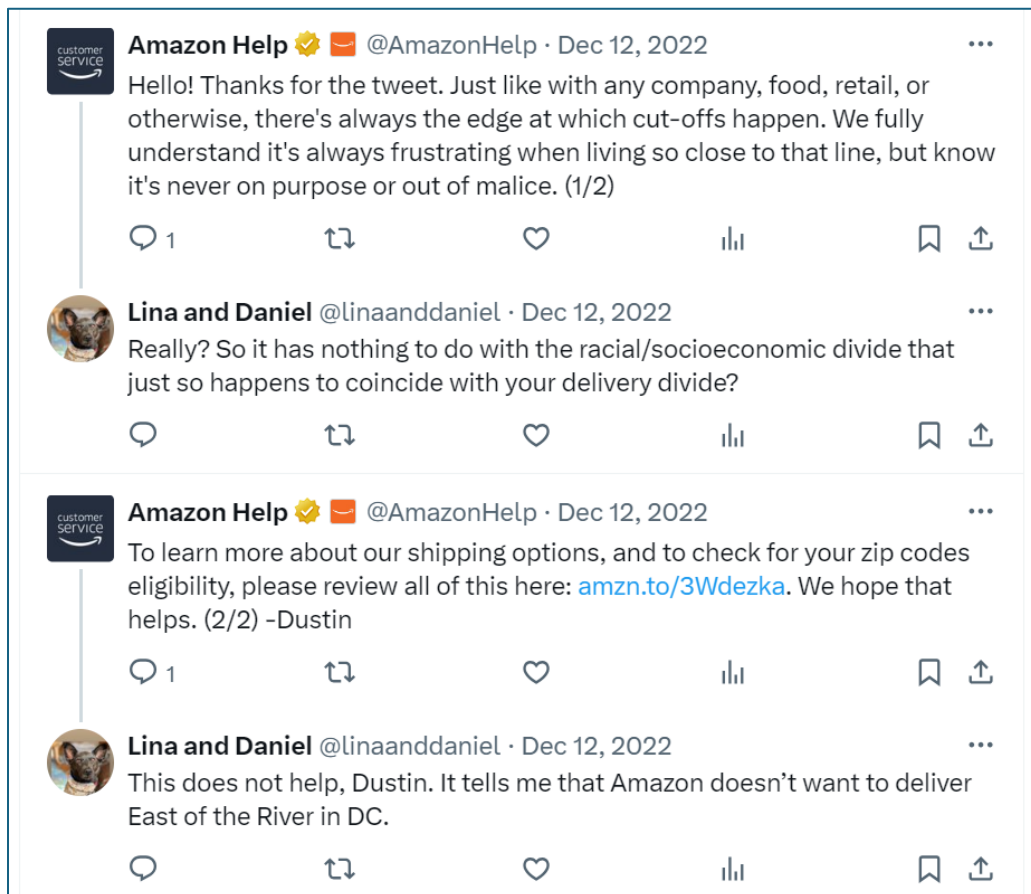 customer
service
Amazon Help @AmazonHelp · Dec 12, 2022
Hello! Thanks for the tweet. Just like with any company, food, retail, or
otherwise, there's always the edge at which cut-offs happen. We fully
understand it's always frustrating when living so close to that line, but know
it's never on purpose or out of malice. (1/2)
1
Lina and Daniel @linaanddaniel · Dec 12, 2022
Really? So it has nothing to do with the racial/socioeconomic divide that
just so happens to coincide with your delivery divide?
customer
service
Amazon Help @AmazonHelp · Dec 12, 2022
To learn more about our shipping options, and to check for your zip codes
eligibility, please review all of this here: amzn.to/3Wdezka. We hope that
helps. (2/2) -Dustin
1
Lina and Daniel @linaanddaniel · Dec 12, 2022
This does not help, Dustin. It tells me that Amazon doesn’t want to deliver
East of the River in DC.